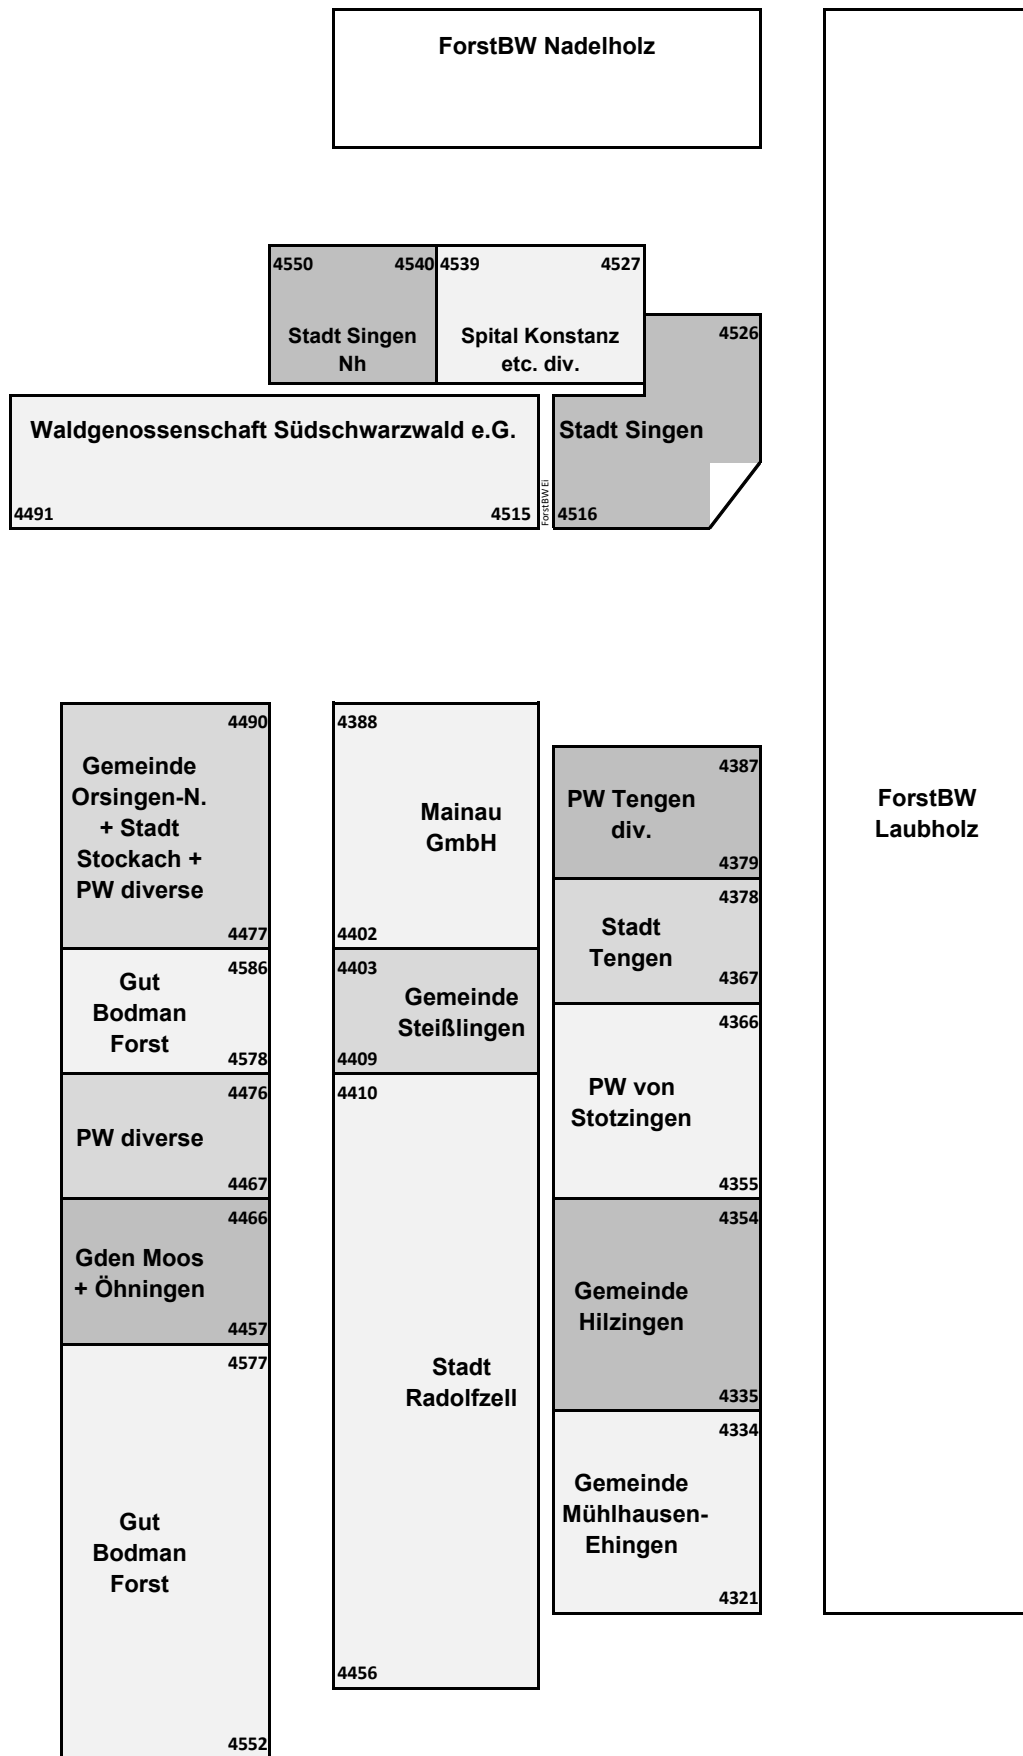 ForstBW Nadelholz
4550 4540 4539 4527
Stadt Singen
Nh
Spital Konstanz
etc. div.
4526
Waldgenossenschaft Südschwarzwald e.G.
4491 4515
ForstBW Ei
Stadt Singen
4516
4490
Gemeinde
Orsingen-N.
+ Stadt
Stockach +
PW diverse
4477
4586
Gut
Bodman
Forst
4578
4476
PW diverse
4467
4466
Gden Moos
+ Öhningen
4457
4577
Gut
Bodman
Forst
4552
4388
Mainau
GmbH
4402
4403
Gemeinde
Steißlingen
4409
4410
Stadt
Radolfzell
4456
4387
PW Tengen
div.
4379
4378
Stadt
Tengen
4367
4366
PW von
Stotzingen
4355
4354
Gemeinde
Hilzingen
4335
4334
Gemeinde
Mühlhausen-
Ehingen
4321
ForstBW
Laubholz